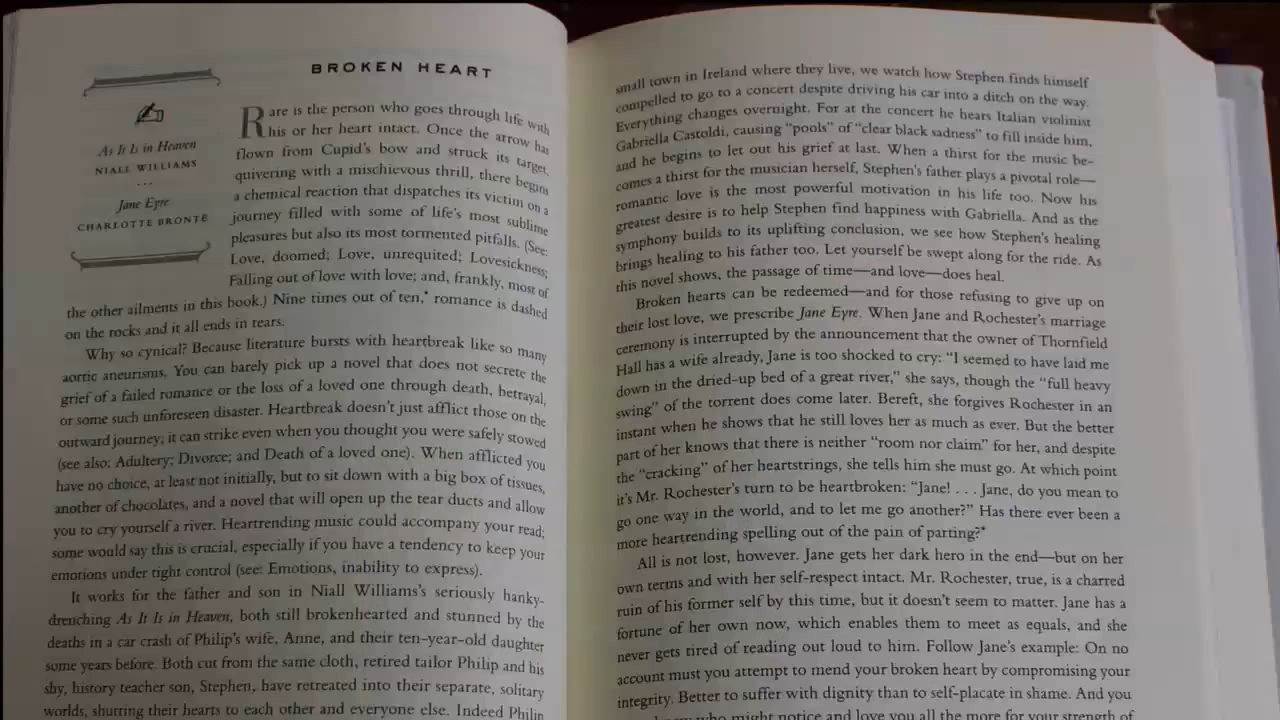 BROKEN HEART
As It Is in Heaven
NIALL WILLIAMS
...
Jane Eyre
CHARLOTTE BRONTË
Rare is the person who goes through life with
his or her heart intact. Once the arrow has
flown from Cupid's bow and struck its target,
quivering with a mischievous thrill, there begins
a chemical reaction that dispatches its victim on a
journey filled with some of life's most sublime
pleasures but also its most tormented pitfalls. (See:
Love, doomed; Love, unrequited; Lovesickness;
Falling out of love with love; and, frankly, most of
the other ailments in this book.) Nine times out of ten,* romance is dashed
on the rocks and it all ends in tears.
Why so cynical? Because literature bursts with heartbreak like so many
aortic aneurisms. You can barely pick up a novel that does not secrete the
grief of a failed romance or the loss of a loved one through death, betrayal,
or some such unforeseen disaster. Heartbreak doesn't just afflict those on the
outward journey; it can strike even when you thought you were safely stowed
(see also: Adultery; Divorce; and Death of a loved one). When afflicted you
have no choice, at least not initially, but to sit down with a big box of tissues,
another of chocolates, and a novel that will open up the tear ducts and allow
you to cry yourself a river. Heartrending music could accompany your read;
some would say this is crucial, especially if you have a tendency to keep your
emotions under tight control (see: Emotions, inability to express).
It works for the father and son in Niall Williams's seriously hanky-
drenching As It Is in Heaven, both still brokenhearted and stunned by the
deaths in a car crash of Philip's wife, Anne, and their ten-year-old daughter
some years before. Both cut from the same cloth, retired tailor Philip and his
shy, history teacher son, Stephen, have retreated into their separate, solitary
worlds, shutting their hearts to each other and everyone else. Indeed Philip
small town in Ireland where they live, we watch how Stephen finds himself
compelled to go to a concert despite driving his car into a ditch on the way.
Everything changes overnight. For at the concert he hears Italian violinist
Gabriella Castoldi, causing "pools" of "clear black sadness" to fill inside him,
and he begins to let out his grief at last. When a thirst for the music be-
comes a thirst for the musician herself, Stephen's father plays a pivotal role—
romantic love is the most powerful motivation in his life too. Now his
greatest desire is to help Stephen find happiness with Gabriella. And as the
symphony builds to its uplifting conclusion, we see how Stephen's healing
brings healing to his father too. Let yourself be swept along for the ride. As
this novel shows, the passage of time—and love—does heal.
Broken hearts can be redeemed—and for those refusing to give up on
their lost love, we prescribe Jane Eyre. When Jane and Rochester's marriage
ceremony is interrupted by the announcement that the owner of Thornfield
Hall has a wife already, Jane is too shocked to cry: "I seemed to have laid me
down in the dried-up bed of a great river," she says, though the "full heavy
swing" of the torrent does come later. Bereft, she forgives Rochester in an
instant when he shows that he still loves her as much as ever. But the better
part of her knows that there is neither "room nor claim" for her, and despite
the "cracking" of her heartstrings, she tells him she must go. At which point
it's Mr. Rochester's turn to be heartbroken: "Jane! . . . Jane, do you mean to
go one way in the world, and to let me go another?" Has there ever been a
more heartrending spelling out of the pain of parting?*
All is not lost, however. Jane gets her dark hero in the end—but on her
own terms and with her self-respect intact. Mr. Rochester, true, is a charred
ruin of his former self by this time, but it doesn't seem to matter. Jane has a
fortune of her own now, which enables them to meet as equals, and she
never gets tired of reading out loud to him. Follow Jane's example: On no
account must you attempt to mend your broken heart by compromising your
integrity. Better to suffer with dignity than to self-placate in shame. And you
who might notice and love you all the more for your strength of